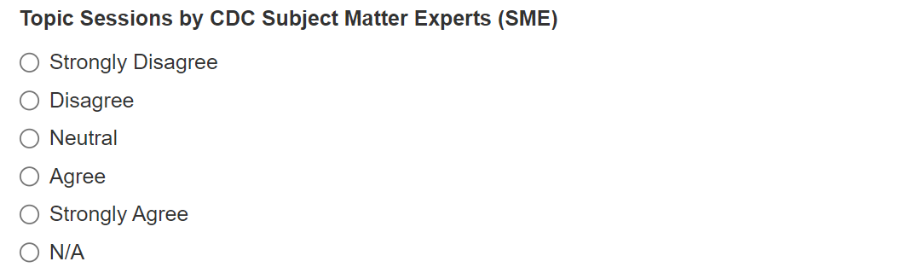 Topic Sessions by CDC Subject Matter Experts (SME)
Strongly Disagree
Disagree
Neutral
Agree
Strongly Agree
N/A